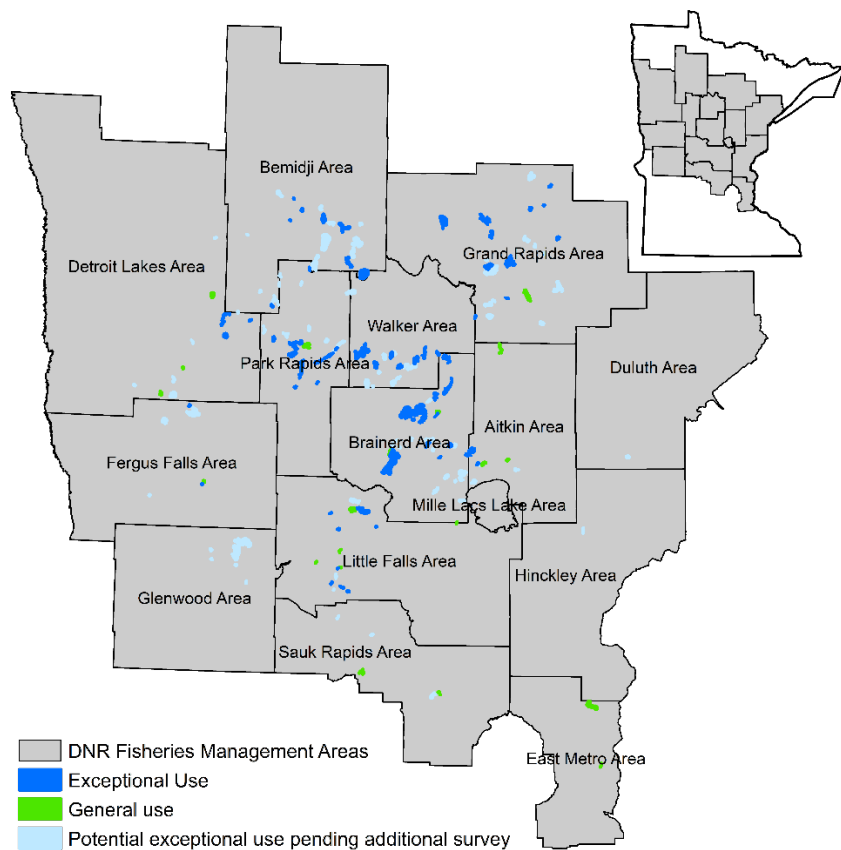 Bemidji Area
Grand Rapids Area
Detroit Lakes Area
Walker Area
Park Rapids Area
Duluth Area
Aitkin Area
Brainerd Area
Fergus Falls Area
Mille Lacs Lake Area
Little Falls Area
Hinckley Area
Glenwood Area
Sauk Rapids Area
East Metro Area
DNR Fisheries Management Areas
Exceptional Use
General use
Potential exceptional use pending additional survey